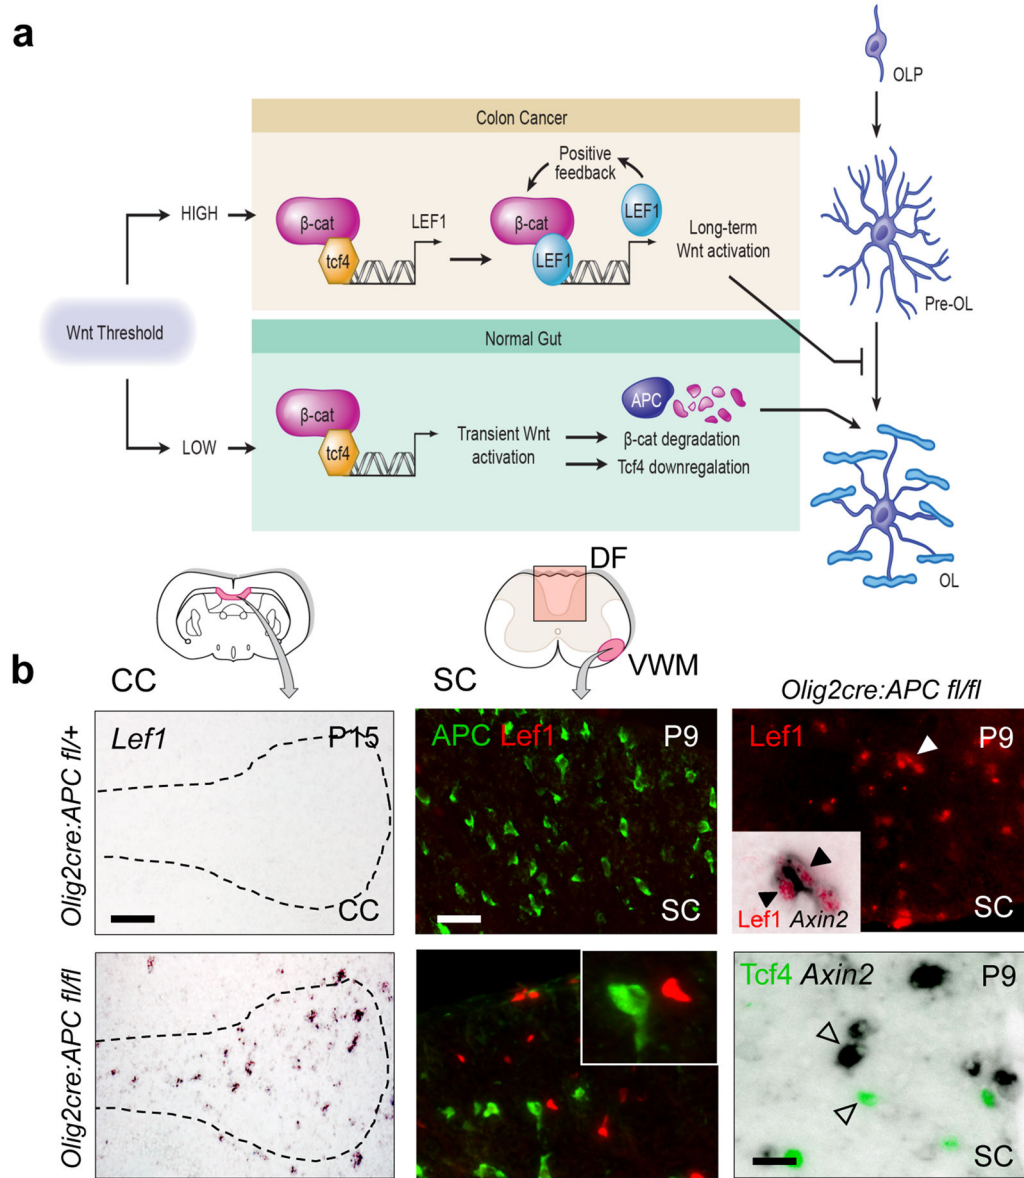 a
OLP
Colon Cancer
Positive
feedback
HIGH
β-cat
tcf4
LEF1
β-cat
LEF1
LEF1
Long-term
Wnt activation
Pre-OL
Wnt Threshold
Normal Gut
LOW
β-cat
tcf4
Transient Wnt
activation
APC
β-cat degradation
Tcf4 downregalation
OL
DF
VWM
b
CC
SC
Olig2cre:APC fl/fl
Olig2cre:APC fl/+
Lef1
P15
CC
APC Lef1
P9
SC
Lef1
P9
Lef1 Axin2
SC
Olig2cre:APC fl/fl
Tcf4 Axin2
P9
SC